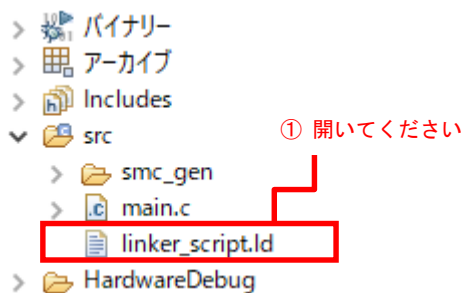 バイナリー
アーカイブ
Includes
src
① 開いてください
smc_gen
main.c
linker_script.ld
HardwareDebug